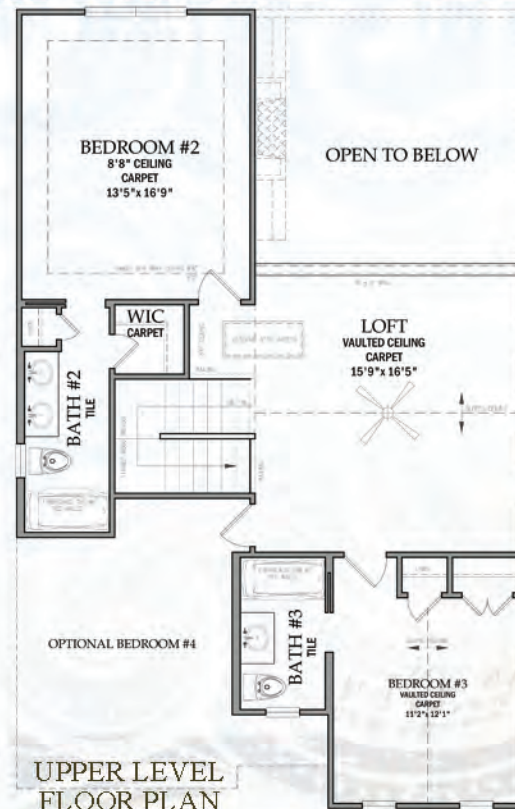 BEDROOM #2
8'8" CEILING
CARPET
13'5"x 16'9"
OPEN TO BELOW
WIC
CARPET
LOFT
VAULTED CEILING
CARPET
15'9"x 16'5"
BATH #2
TILE
OPTIONAL BEDROOM #4
BATH #3
TILE
BEDROOM #3
VAULTED CEILING
CARPET
11'2"x 12'1"
UPPER LEVEL
FLOOR PLAN